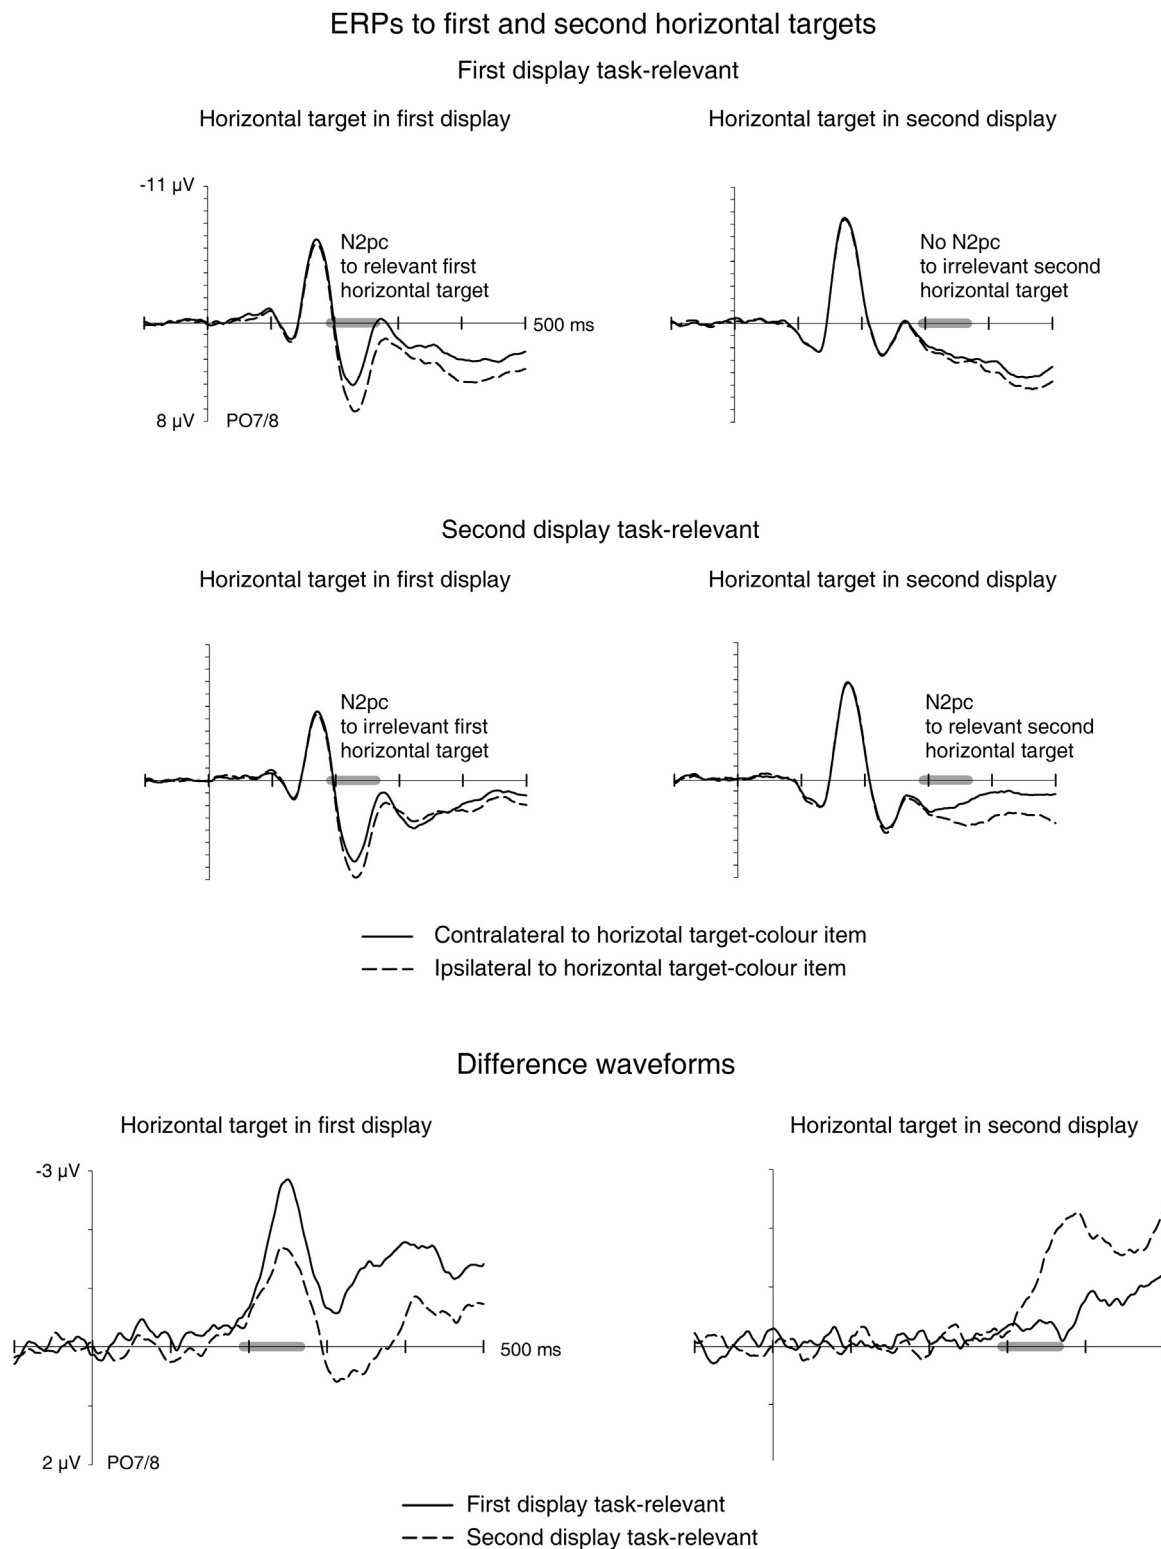 ERPs to first and second horizontal targets
First display task-relevant
Horizontal target in first display
Horizontal target in second display
-11 µV
N2pc
to relevant first
horizontal target
No N2pc
to irrelevant second
horizontal target
500 ms
8 µV
PO7/8
Second display task-relevant
Horizontal target in first display
Horizontal target in second display
N2pc
to irrelevant first
horizontal target
N2pc
to relevant second
horizontal target
Contralateral to horizotal target-colour item
Ipsilateral to horizontal target-colour item
Difference waveforms
Horizontal target in first display
Horizontal target in second display
-3 µV
500 ms
2 µV
PO7/8
First display task-relevant
Second display task-relevant